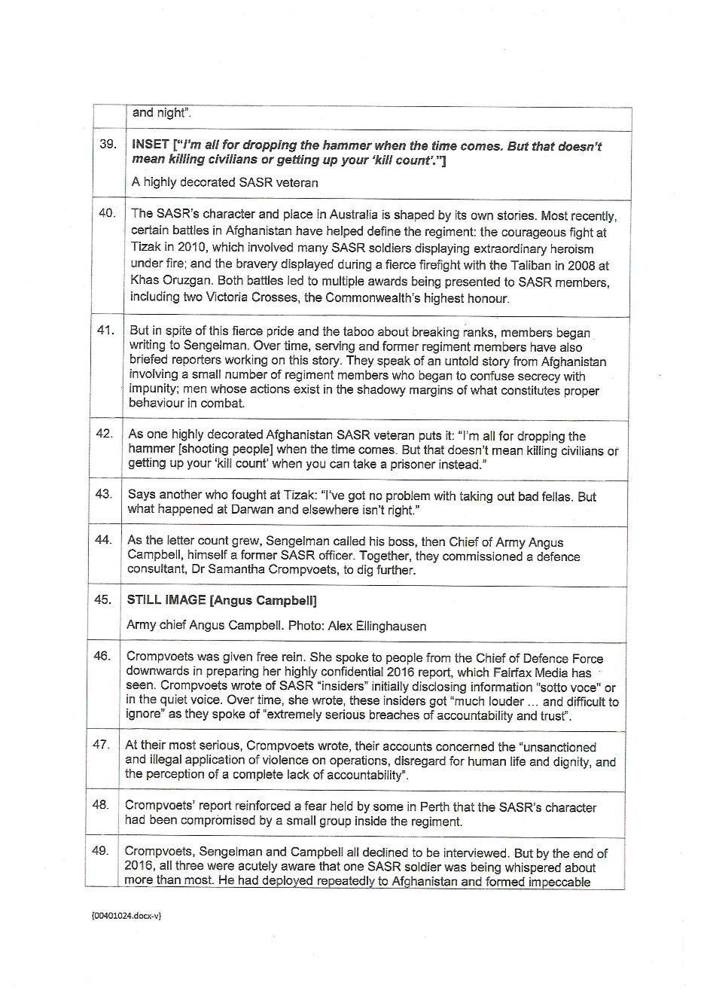 and night”.
39. INSET [“I’m all for dropping the hammer when the time comes. But that doesn’t
mean killing civilians or getting up your ‘kill count’.”]
A highly decorated SASR veteran
40. The SASR’s character and place in Australia is shaped by its own stories. Most recently,
certain battles in Afghanistan have helped define the regiment: the courageous fight at
Tizak in 2010, which involved many SASR soldiers displaying extraordinary heroism
under fire; and the bravery displayed during a fierce firefight with the Taliban in 2008 at
Khas Oruzgan. Both battles led to multiple awards being presented to SASR members,
including two Victoria Crosses, the Commonwealth’s highest honour.
41. But in spite of this fierce pride and the taboo about breaking ranks, members began
writing to Sengelman. Over time, serving and former regiment members have also
briefed reporters working on this story. They speak of an untold story from Afghanistan
involving a small number of regiment members who began to confuse secrecy with
impunity; men whose actions exist in the shadowy margins of what constitutes proper
behaviour in combat.
42. As one highly decorated Afghanistan SASR veteran puts it: “I’m all for dropping the
hammer [shooting people] when the time comes. But that doesn’t mean killing civilians or
getting up your ‘kill count’ when you can take a prisoner instead.”
43. Says another who fought at Tizak: “I’ve got no problem with taking out bad fellas. But
what happened at Darwan and elsewhere isn’t right.”
44. As the letter count grew, Sengelman called his boss, then Chief of Army Angus
Campbell, himself a former SASR officer. Together, they commissioned a defence
consultant, Dr Samantha Crompvoets, to dig further.
45. STILL IMAGE [Angus Campbell]
Army chief Angus Campbell. Photo: Alex Ellinghausen
46. Crompvoets was given free rein. She spoke to people from the Chief of Defence Force
downwards in preparing her highly confidential 2016 report, which Fairfax Media has
seen. Crompvoets wrote of SASR “insiders” initially disclosing information “sotto voce” or
in the quiet voice. Over time, she wrote, these insiders got “much louder ... and difficult to
ignore” as they spoke of “extremely serious breaches of accountability and trust”.
47. At their most serious, Crompvoets wrote, their accounts concerned the “unsanctioned
and illegal application of violence on operations, disregard for human life and dignity, and
the perception of a complete lack of accountability”.
48. Crompvoets’ report reinforced a fear held by some in Perth that the SASR’s character
had been compromised by a small group inside the regiment.
49. Crompvoets, Sengelman and Campbell all declined to be interviewed. But by the end of
2016, all three were acutely aware that one SASR soldier was being whispered about
more than most. He had deployed repeatedly to Afghanistan and formed impeccable
{00401024.docx-v}